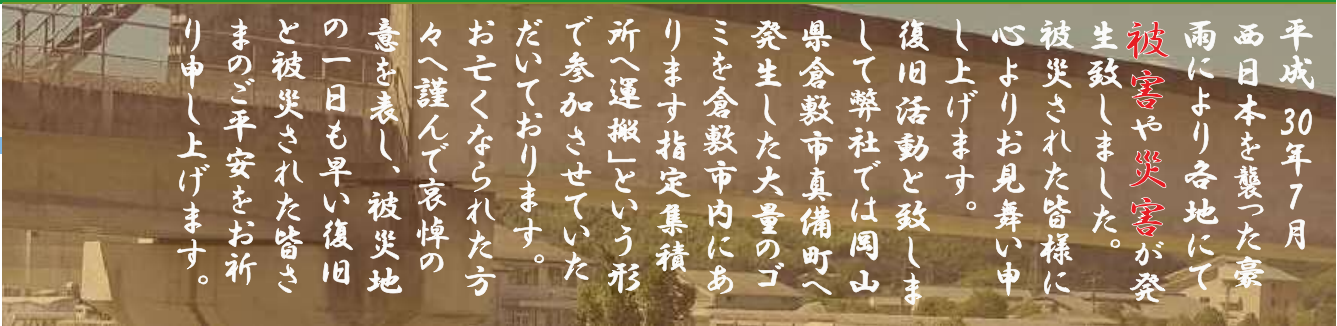 平成30年7月
西日本を襲った豪
雨により各地にて
被害や災害が発
生致しました。
被災された皆様に
心よりお見舞い申
し上げます。
復旧活動と致しま
して弊社では岡山
県倉敷市真備町へ
発生した大量のゴ
ミを倉敷市内にあ
ります指定集積
所へ運搬」という形
で参加させていた
だいております。
お亡くなられた方
々へ謹んで哀悼の
意を表し、被災地
の一日も早い復旧
と被災された皆さ
まのご平安をお祈
り申し上げます。